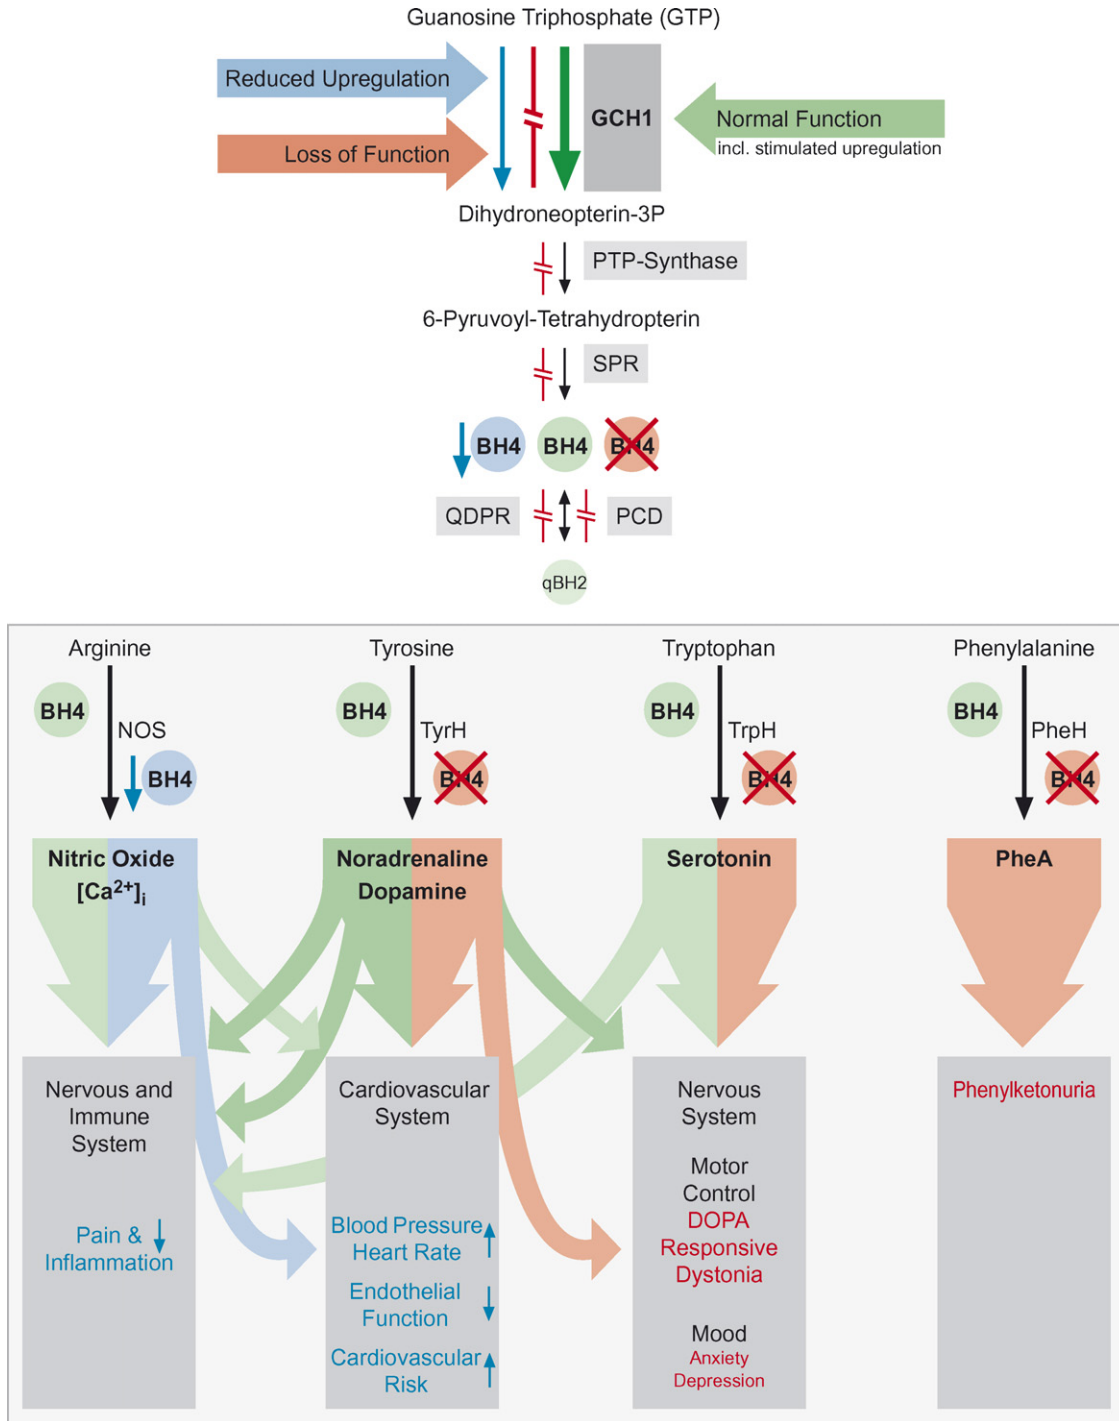 Guanosine Triphosphate (GTP)
Reduced Upregulation
Loss of Function
GCH1
Normal Function
incl. stimulated upregulation
Dihydroneopterin-3P
PTP-Synthase
6-Pyruvoyl-Tetrahydropterin
SPR
BH4 BH4 BH4
QDPR PCD
qBH2
Arginine Tyrosine Tryptophan Phenylalanine
BH4 BH4 BH4 BH4
NOS TyrH TrpH PheH
BH4 BH4 BH4 BH4
Nitric Oxide
[Ca²⁺]ᵢ
Noradrenaline
Dopamine
Serotonin
PheA
Nervous and
Immune
System
Pain &
Inflammation
Cardiovascular
System
Blood Pressure
Heart Rate
Endothelial
Function
Cardiovascular
Risk
Nervous
System
Motor
Control
DOPA
Responsive
Dystonia
Mood
Anxiety
Depression
Phenylketonuria